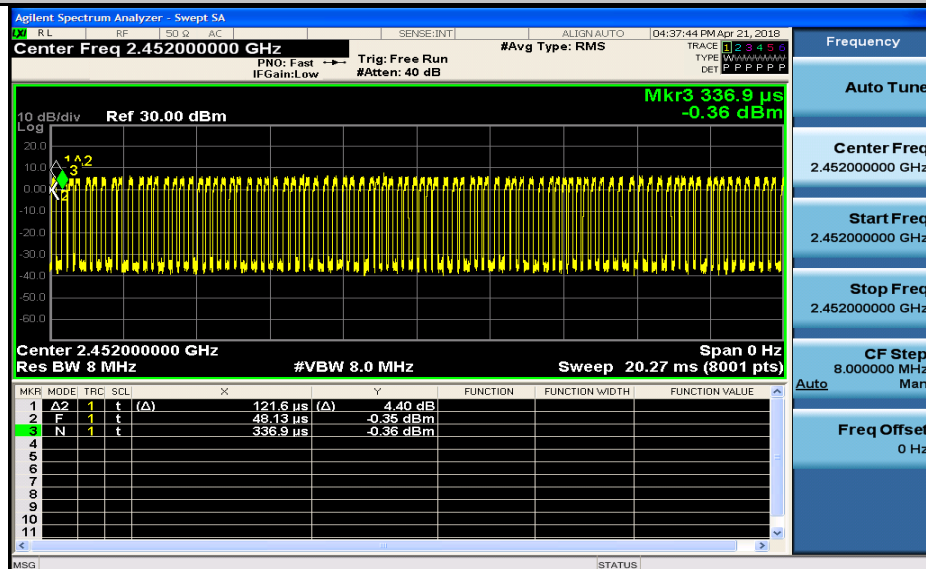 Agilent Spectrum Analyzer - Swept SA
LXI RL RF 50 Ω AC SENSE:INT ALIGN AUTO 04:37:44 PM Apr 21, 2018
Center Freq 2.452000000 GHz
#Avg Type: RMS
TRACE 1 2 3 4 5 6
PNO: Fast
IFGain:Low
Trig: Free Run
#Atten: 40 dB
TYPE WWWWWW
DET P P P P P P
Mkr3 336.9 µs
-0.36 dBm
10 dB/div Ref 30.00 dBm
Log
20.0
10.0
0.00
-10.0
-20.0
-30.0
-40.0
-50.0
-60.0
1Δ2
3
2
Center 2.452000000 GHz Span 0 Hz
Res BW 8 MHz #VBW 8.0 MHz Sweep 20.27 ms (8001 pts)
MKR MODE TRC SCL X Y FUNCTION FUNCTION WIDTH FUNCTION VALUE
1 Δ2 1 t (Δ) 121.6 µs (Δ) 4.40 dB
2 F 1 t 48.13 µs -0.35 dBm
3 N 1 t 336.9 µs -0.36 dBm
4
5
6
7
8
9
10
11
MSG STATUS
Frequency
Auto Tune
Center Freq
2.452000000 GHz
Start Freq
2.452000000 GHz
Stop Freq
2.452000000 GHz
CF Step
8.000000 MHz
Auto Man
Freq Offset
0 Hz